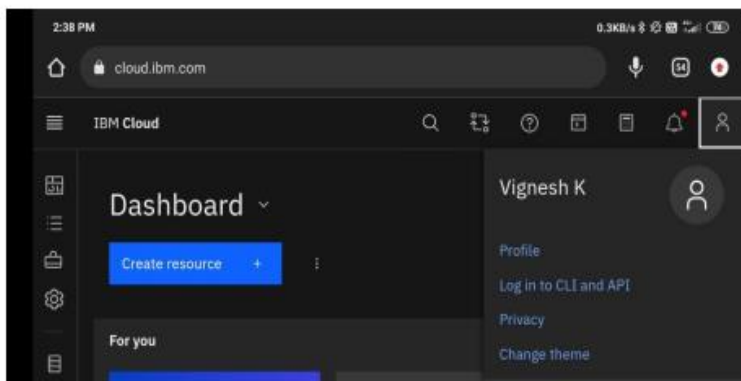 2:38 PM
0.3KB/s
cloud.ibm.com
54
IBM Cloud
Vignesh K
Dashboard
Create resource +
Profile
Log in to CLI and API
Privacy
For you
Change theme